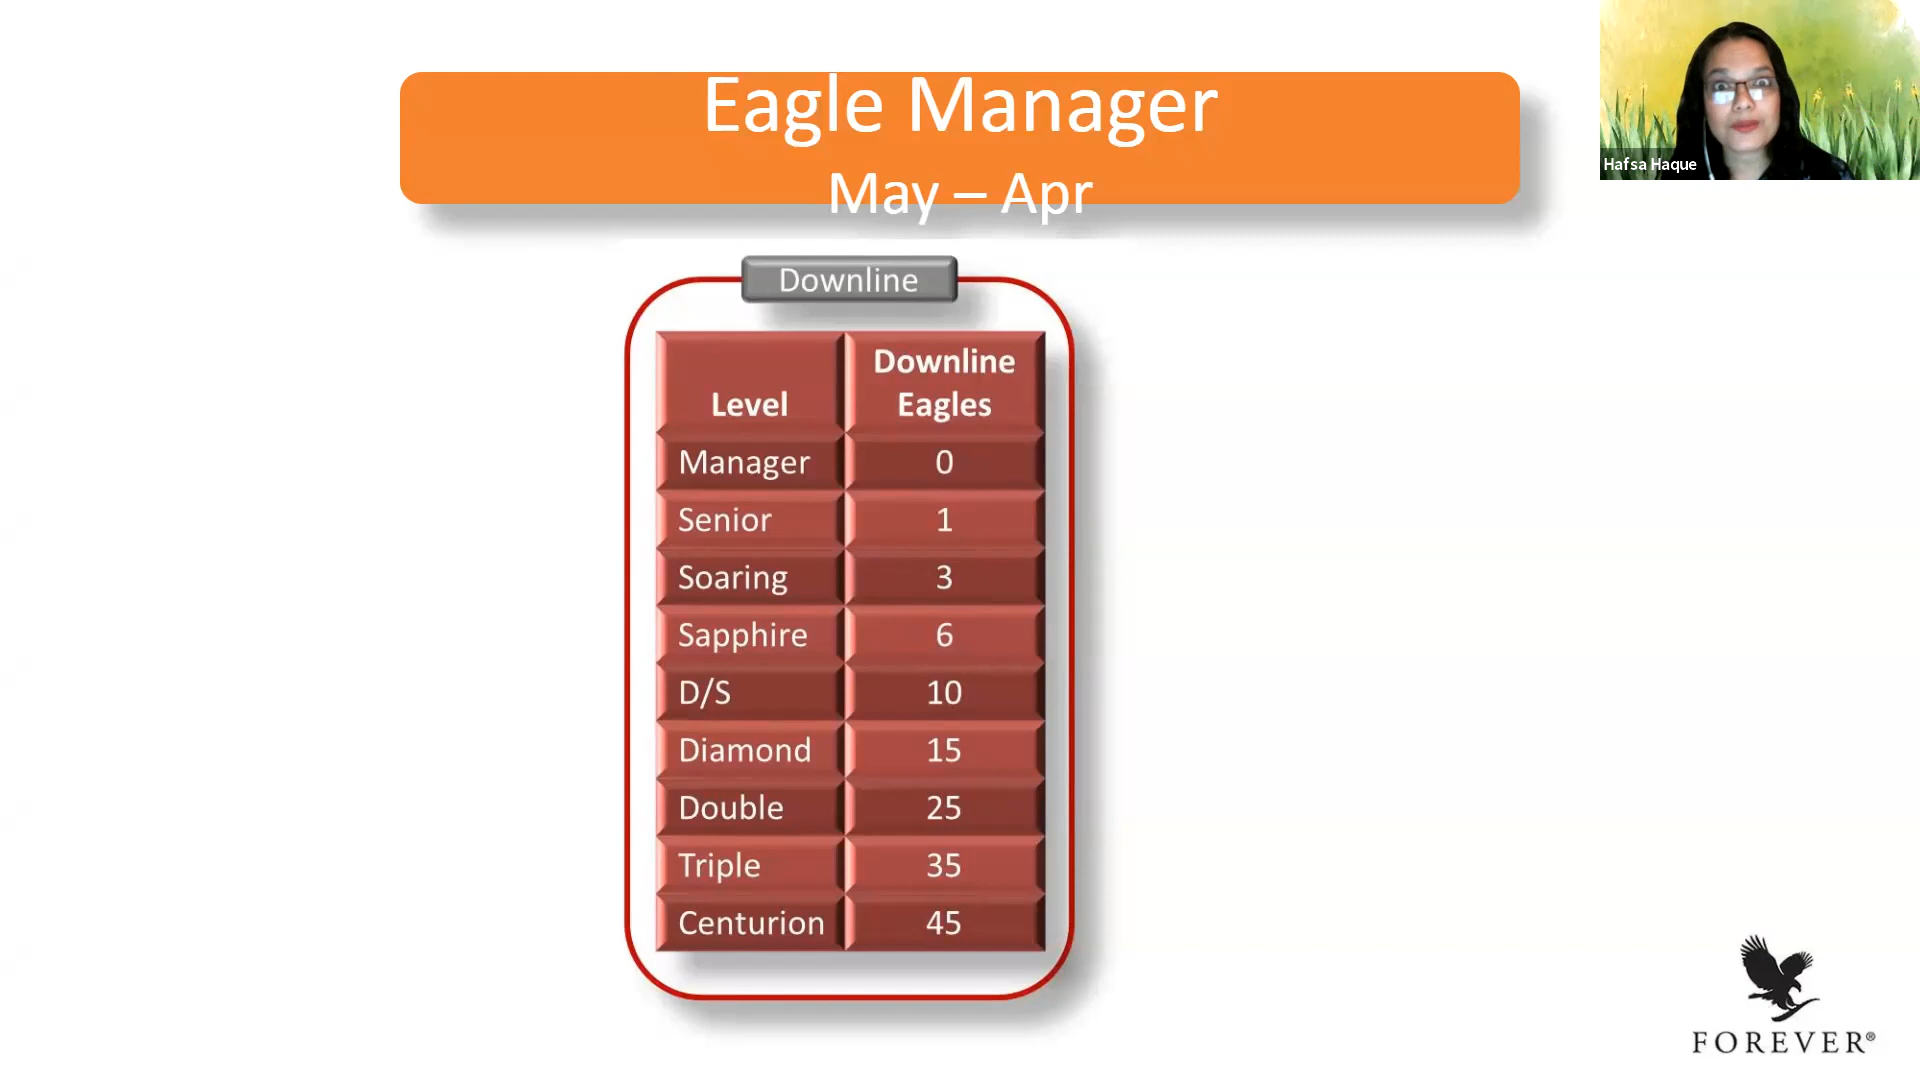 Eagle Manager
May – Apr
Hafsa Haque
Downline
Level Downline Eagles
Manager 0
Senior 1
Soaring 3
Sapphire 6
D/S 10
Diamond 15
Double 25
Triple 35
Centurion 45
FOREVER®